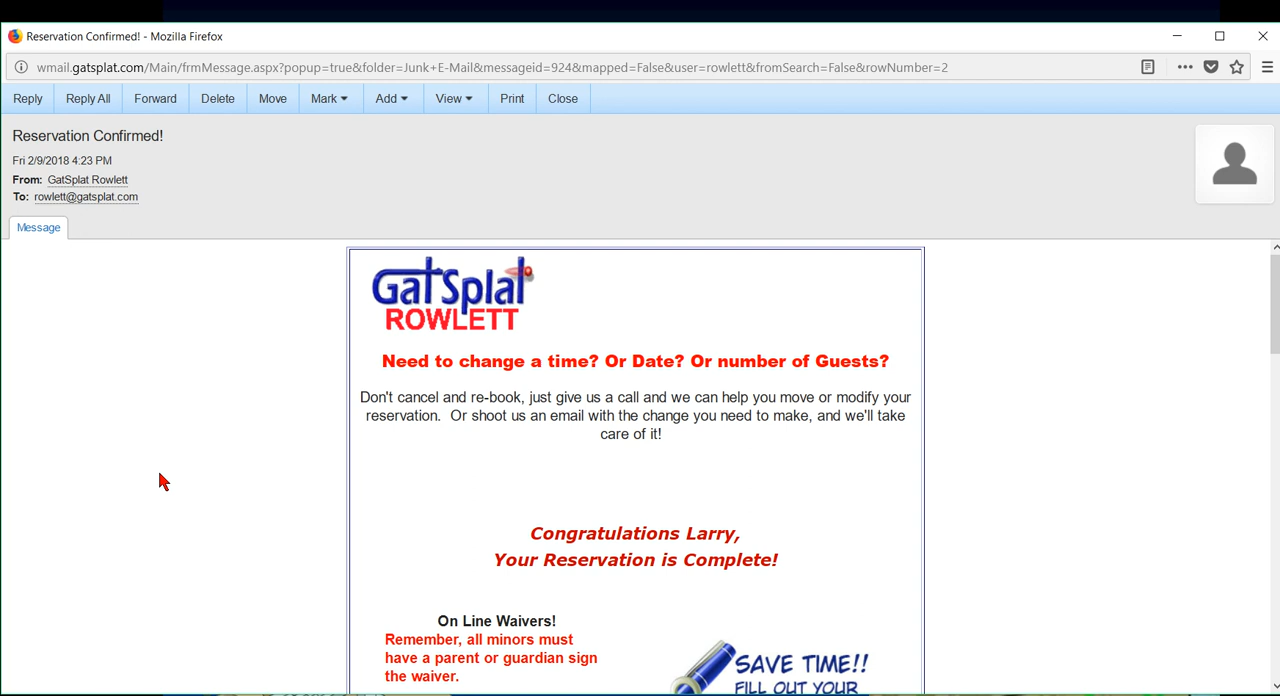 Reservation Confirmed! - Mozilla Firefox
wmail.gatsplat.com/Main/frmMessage.aspx?popup=true&folder=Junk+E-Mail&messageid=924&mapped=False&user=rowlett&fromSearch=False&rowNumber=2
Reply Reply All Forward Delete Move Mark Add View Print Close
Reservation Confirmed!
Fri 2/9/2018 4:23 PM
From: GatSplat Rowlett
To: rowlett@gatsplat.com
Message
GatSplat
ROWLETT
Need to change a time? Or Date? Or number of Guests?
Don't cancel and re-book, just give us a call and we can help you move or modify your
reservation. Or shoot us an email with the change you need to make, and we'll take
care of it!
Congratulations Larry,
Your Reservation is Complete!
On Line Waivers!
Remember, all minors must
have a parent or guardian sign
the waiver.
SAVE TIME!!
FILL OUT YOUR